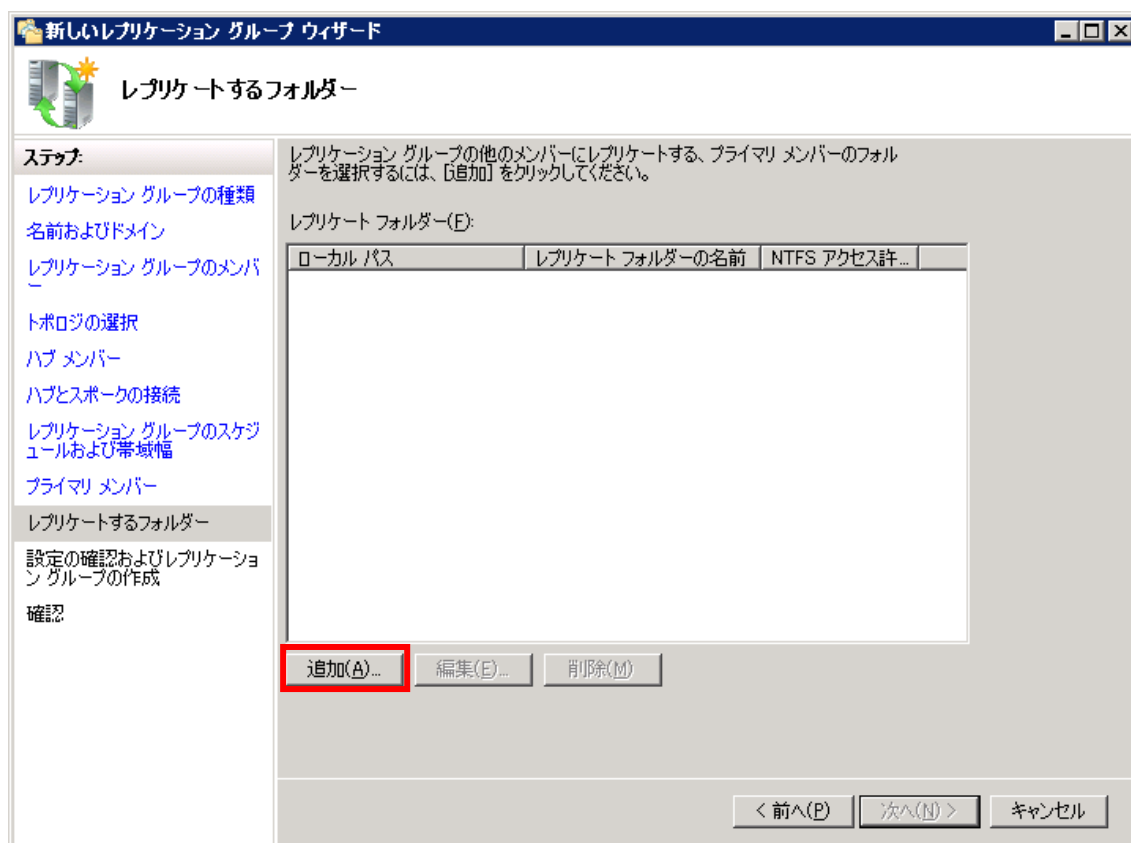 新しいレプリケーション グループ ウィザード
レプリケートするフォルダー
ステップ:
レプリケーション グループの種類
名前およびドメイン
レプリケーション グループのメンバ
ー
トポロジの選択
ハブ メンバー
ハブとスポークの接続
レプリケーション グループのスケジ
ュールおよび帯域幅
プライマリ メンバー
レプリケートするフォルダー
設定の確認およびレプリケーショ
ン グループの作成
確認
レプリケーション グループの他のメンバーにレプリケートする、プライマリ メンバーのフォル
ダーを選択するには、[追加] をクリックしてください。
レプリケート フォルダー(F):
ローカル パス レプリケート フォルダーの名前 NTFS アクセス許...
追加(A)... 編集(E)... 削除(M)
< 前へ(P) 次へ(N) > キャンセル